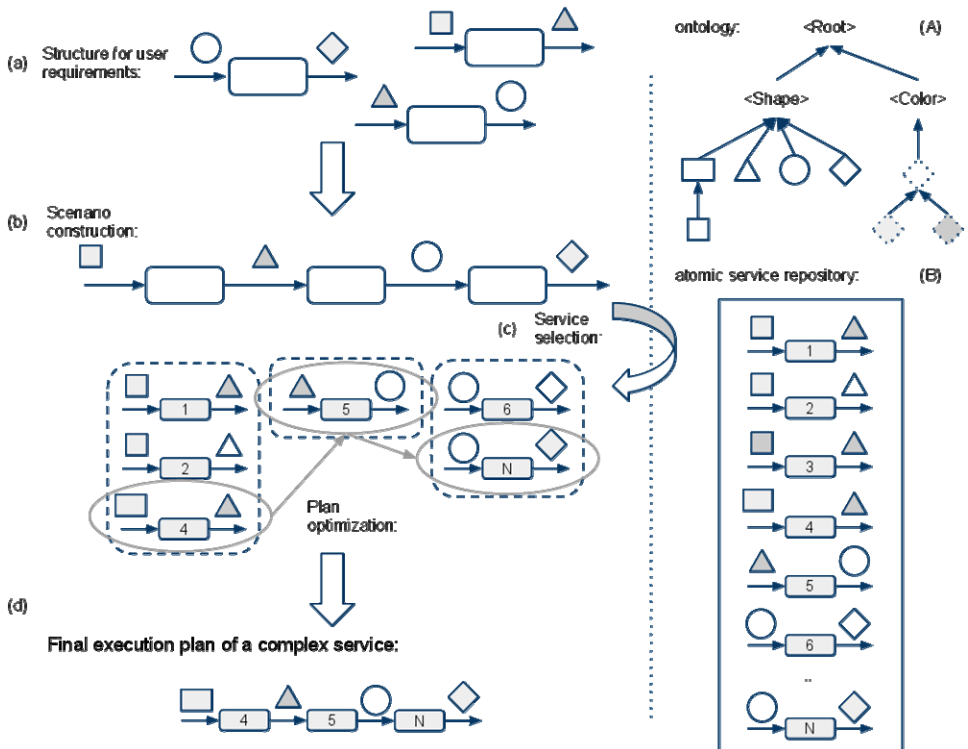 (a) Structure for user
requirements:
(b) Scenario
construction:
(c) Service
selection:
1
5
6
2
N
4
Plan
optimization:
(d)
Final execution plan of a complex service:
4 5 N
ontology: <Root> (A)
<Shape> <Color>
atomic service repository: (B)
1
2
3
4
5
6
..
N